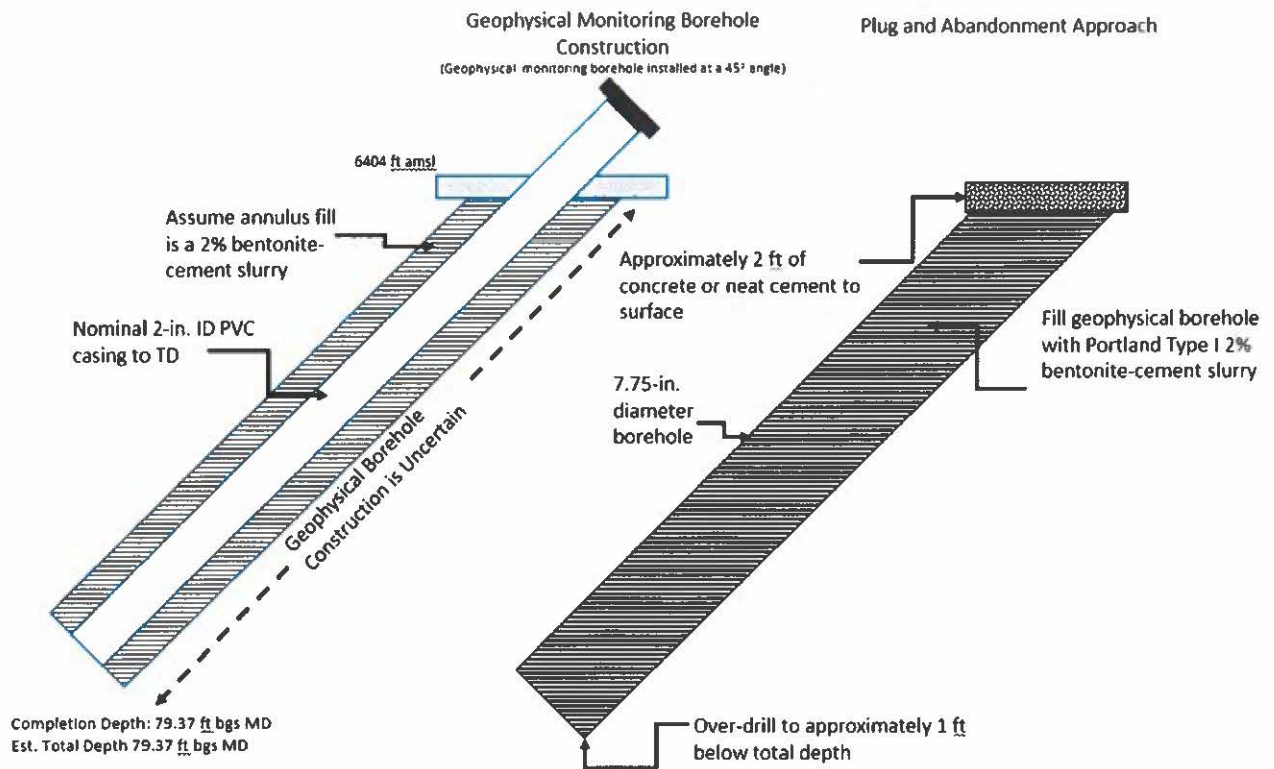 Geophysical Monitoring Borehole
Construction
(Geophysical monitoring borehole installed at a 45° angle)
Plug and Abandonment Approach
6404 ft amsl
Assume annulus fill
is a 2% bentonite-
cement slurry
Nominal 2-in. ID PVC
casing to TD
Geophysical Borehole
Construction is Uncertain
Completion Depth: 79.37 ft bgs MD
Est. Total Depth 79.37 ft bgs MD
Approximately 2 ft of
concrete or neat cement to
surface
7.75-in.
diameter
borehole
Fill geophysical borehole
with Portland Type I 2%
bentonite-cement slurry
Over-drill to approximately 1 ft
below total depth